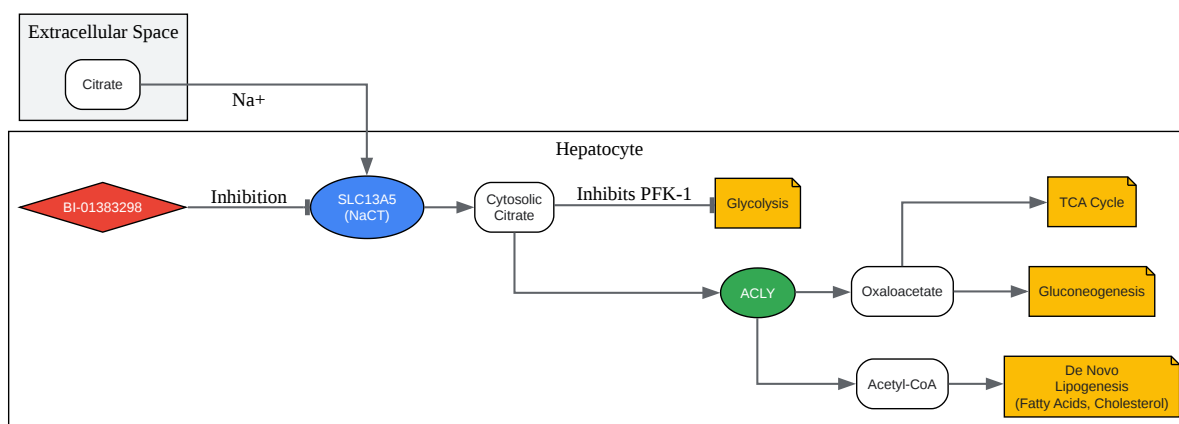 Extracellular Space
Citrate
Na+
Hepatocyte
BI-01383298
Inhibition
SLC13A5
(NaCT)
Cytosolic
Citrate
Inhibits PFK-1
Glycolysis
TCA Cycle
ACLY
Oxaloacetate
Gluconeogenesis
Acetyl-CoA
De Novo
Lipogenesis
(Fatty Acids, Cholesterol)